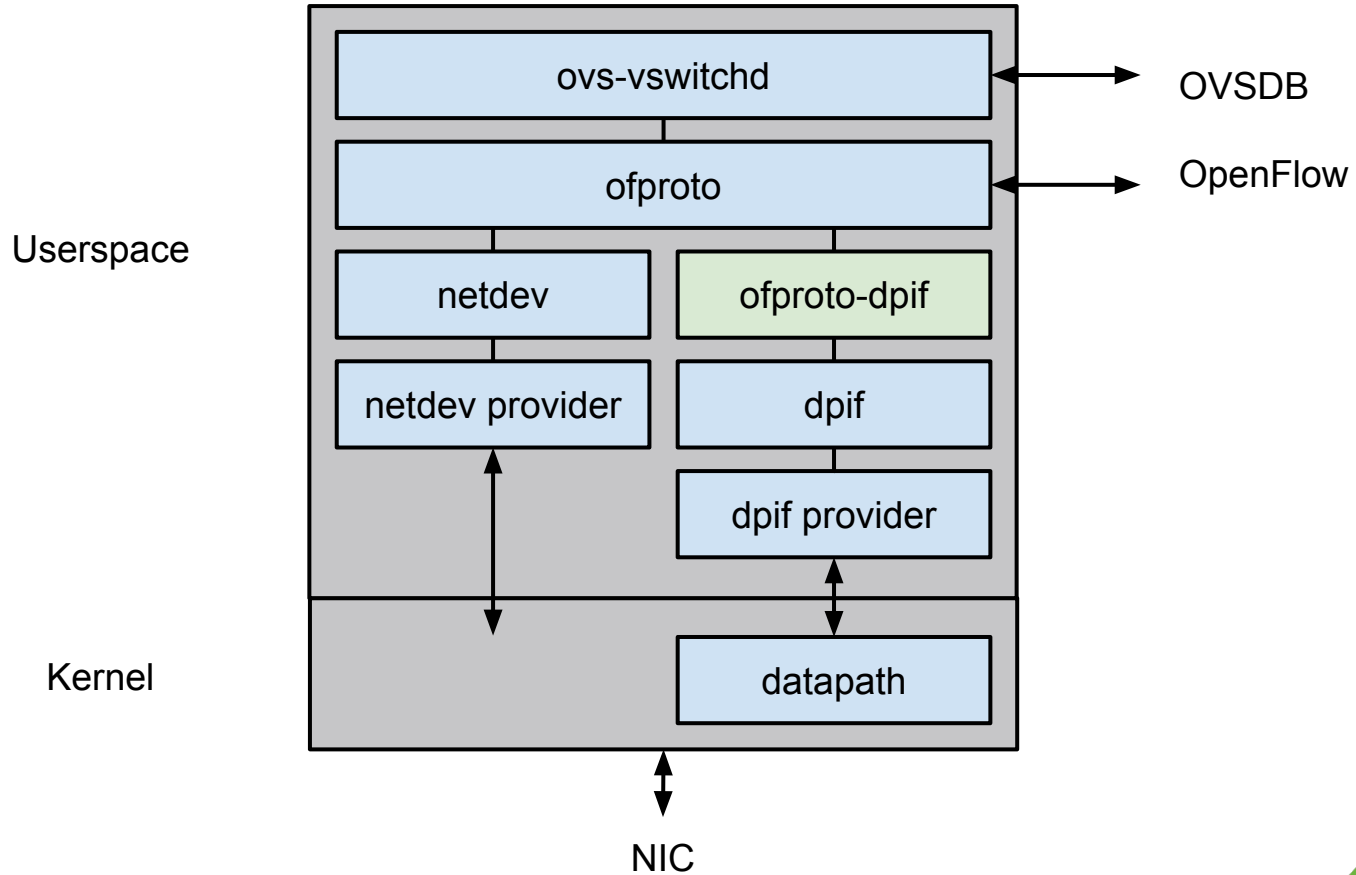 ovs-vswitchd
OVSDB
ofproto
OpenFlow
Userspace
netdev
ofproto-dpif
netdev provider
dpif
dpif provider
Kernel
datapath
NIC